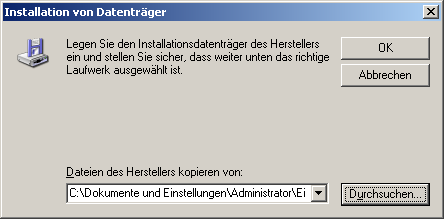 Installation von Datenträger
Legen Sie den Installationsdatenträger des Herstellers
ein und stellen Sie sicher, dass weiter unten das richtige
Laufwerk ausgewählt ist.
OK
Abbrechen
Dateien des Herstellers kopieren von:
C:\Dokumente und Einstellungen\Administrator\Ei
Durchsuchen...